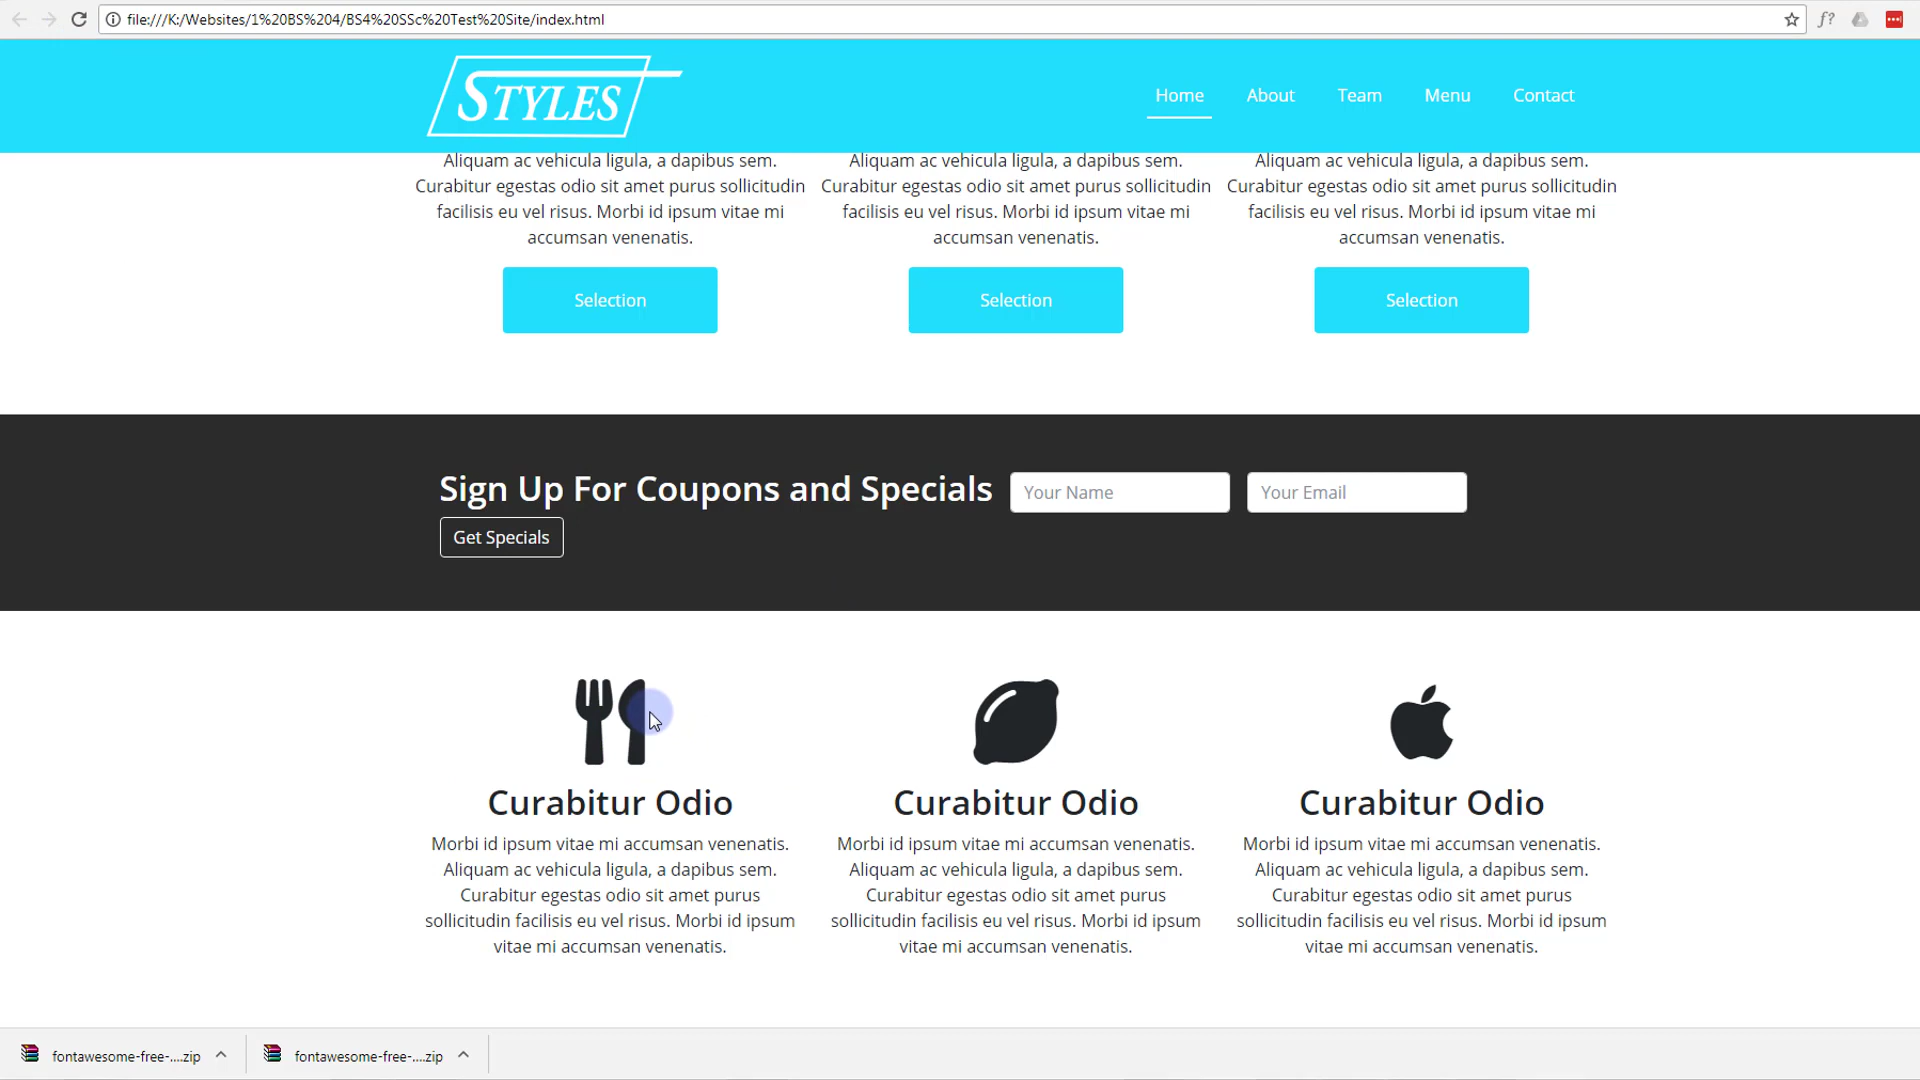 file:///K:/Websites/1%20BS%204/BS4%20SSc%20Test%20Site/index.html
f?
STYLES
Home About Team Menu Contact
Aliquam ac vehicula ligula, a dapibus sem.
Curabitur egestas odio sit amet purus sollicitudin
facilisis eu vel risus. Morbi id ipsum vitae mi
accumsan venenatis.
Selection
Aliquam ac vehicula ligula, a dapibus sem.
Curabitur egestas odio sit amet purus sollicitudin
facilisis eu vel risus. Morbi id ipsum vitae mi
accumsan venenatis.
Selection
Aliquam ac vehicula ligula, a dapibus sem.
Curabitur egestas odio sit amet purus sollicitudin
facilisis eu vel risus. Morbi id ipsum vitae mi
accumsan venenatis.
Selection
Sign Up For Coupons and Specials Your Name Your Email
Get Specials
Curabitur Odio
Morbi id ipsum vitae mi accumsan venenatis.
Aliquam ac vehicula ligula, a dapibus sem.
Curabitur egestas odio sit amet purus
sollicitudin facilisis eu vel risus. Morbi id ipsum
vitae mi accumsan venenatis.
Curabitur Odio
Morbi id ipsum vitae mi accumsan venenatis.
Aliquam ac vehicula ligula, a dapibus sem.
Curabitur egestas odio sit amet purus
sollicitudin facilisis eu vel risus. Morbi id ipsum
vitae mi accumsan venenatis.
Curabitur Odio
Morbi id ipsum vitae mi accumsan venenatis.
Aliquam ac vehicula ligula, a dapibus sem.
Curabitur egestas odio sit amet purus
sollicitudin facilisis eu vel risus. Morbi id ipsum
vitae mi accumsan venenatis.
fontawesome-free-....zip fontawesome-free-....zip